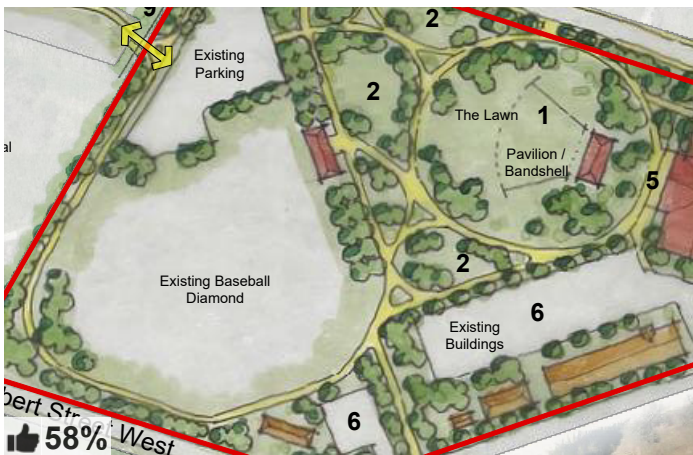 9
2
Existing
Parking
2
The Lawn
1
Pavilion /
Bandshell
al
5
Existing Baseball
Diamond
2
6
Existing
Buildings
6
bert Street West
58%